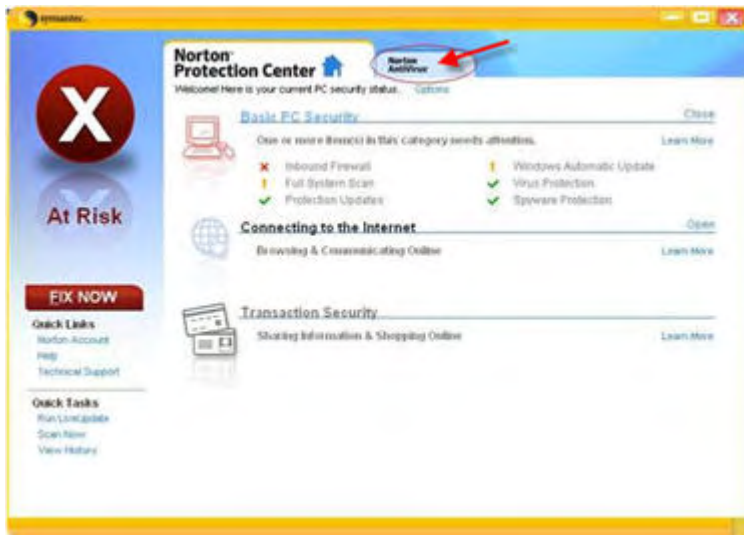 symantec.
Norton
Protection Center
Norton
AntiVirus
Welcome! Here is your current PC security status. Options
At Risk
FIX NOW
Quick Links
Norton Account
Help
Technical Support
Quick Tasks
Run LiveUpdate
Scan Now
View History
Basic PC Security Close
One or more item(s) in this category needs attention. Learn More
Inbound Firewall Windows Automatic Update
Full System Scan Virus Protection
Protection Updates Spyware Protection
Connecting to the Internet Open
Browsing & Communicating Online Learn More
Transaction Security
Sharing Information & Shopping Online Learn More